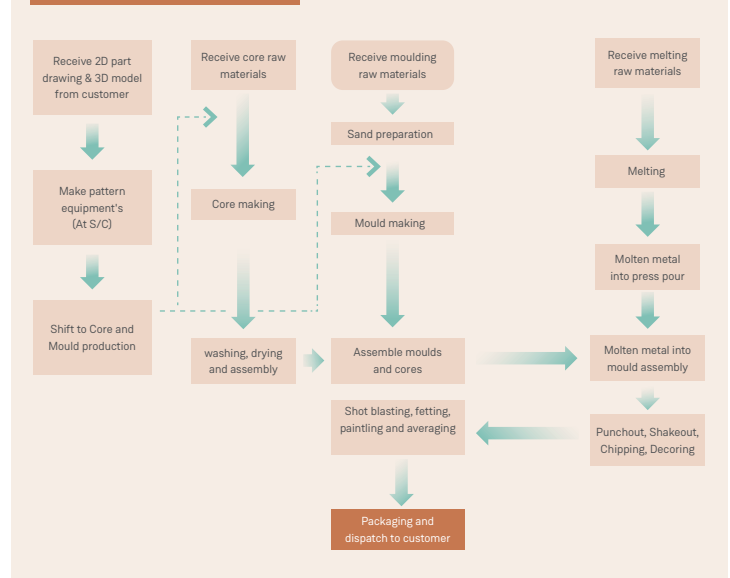 Receive 2D part
drawing & 3D model
from customer
Make pattern
equipment's
(At S/C)
Shift to Core and
Mould production
Receive core raw
materials
Core making
washing, drying
and assembly
Receive moulding
raw materials
Sand preparation
Mould making
Assemble moulds
and cores
Receive melting
raw materials
Melting
Molten metal
into press pour
Molten metal into
mould assembly
Punchout, Shakeout,
Chipping, Decoring
Shot blasting, fetting,
paintling and averaging
Packaging and
dispatch to customer